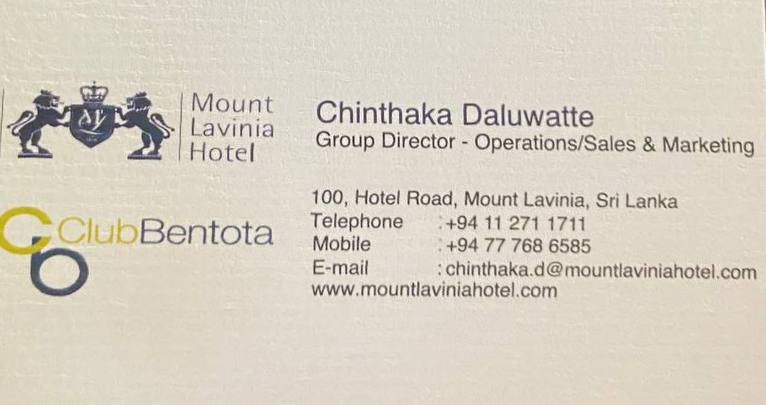 Mount
Lavinia
Hotel
ClubBentota
Chinthaka Daluwatte
Group Director - Operations/Sales & Marketing
100, Hotel Road, Mount Lavinia, Sri Lanka
Telephone :+94 11 271 1711
Mobile :+94 77 768 6585
E-mail :chinthaka.d@mountlaviniahotel.com
www.mountlaviniahotel.com